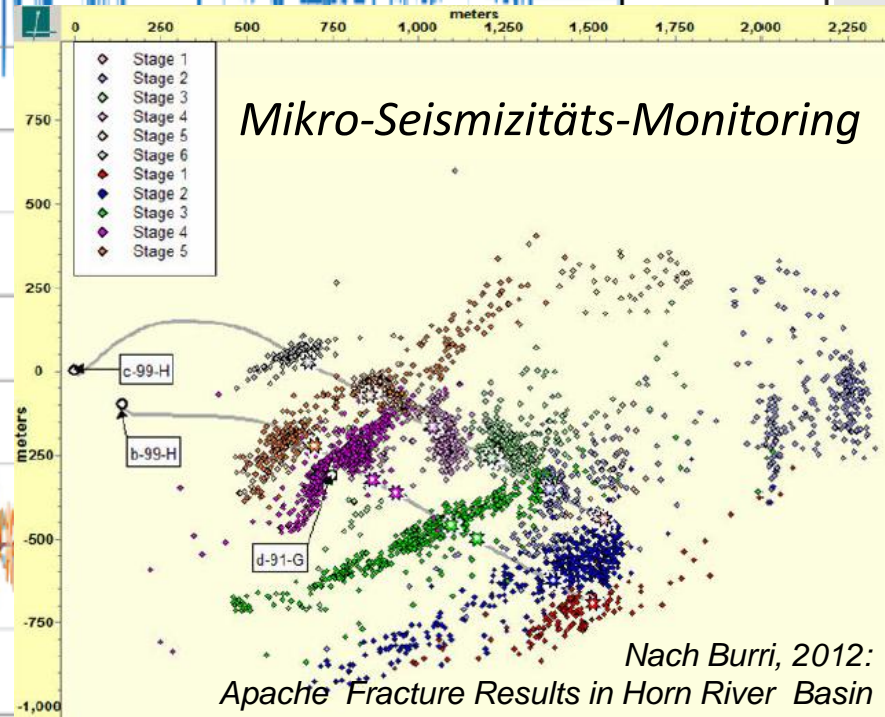 meters
0 250 500 750 1,000 1,250 1,500 1,750 2,000 2,250
Stage 1
Stage 2
Stage 3
Stage 4
Stage 5
Stage 6
Stage 1
Stage 2
Stage 3
Stage 4
Stage 5
Mikro-Seismizitäts-Monitoring
750
500
250
0
c-99-H
b-99-H
meters
-250
d-91-G
-500
-750
-1,000
Nach Burri, 2012:
Apache Fracture Results in Horn River Basin